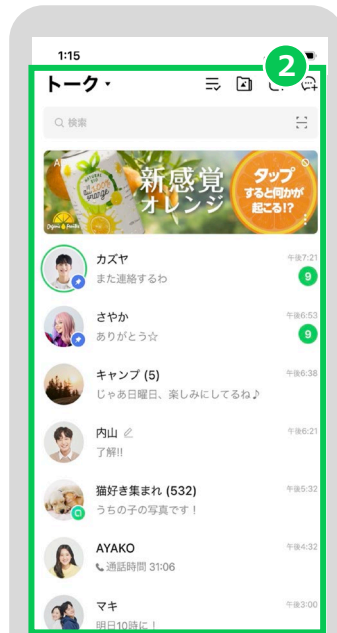 1:15
2
トーク
検索
新感覚
オレンジ
タップ
すると何かが
起こる!?
100%
orange
カズヤ
午後7:21
また連絡するわ
9
さやか
午後6:53
ありがとう☆
9
キャンプ (5)
午後6:38
じゃあ日曜日、楽しみにしてるね♪
内山
午後6:21
了解!!
猫好き集まれ (532)
午後5:32
うちの子の写真です！
AYAKO
午後4:32
通話時間 31:06
マキ
午後3:00
明日10時に！